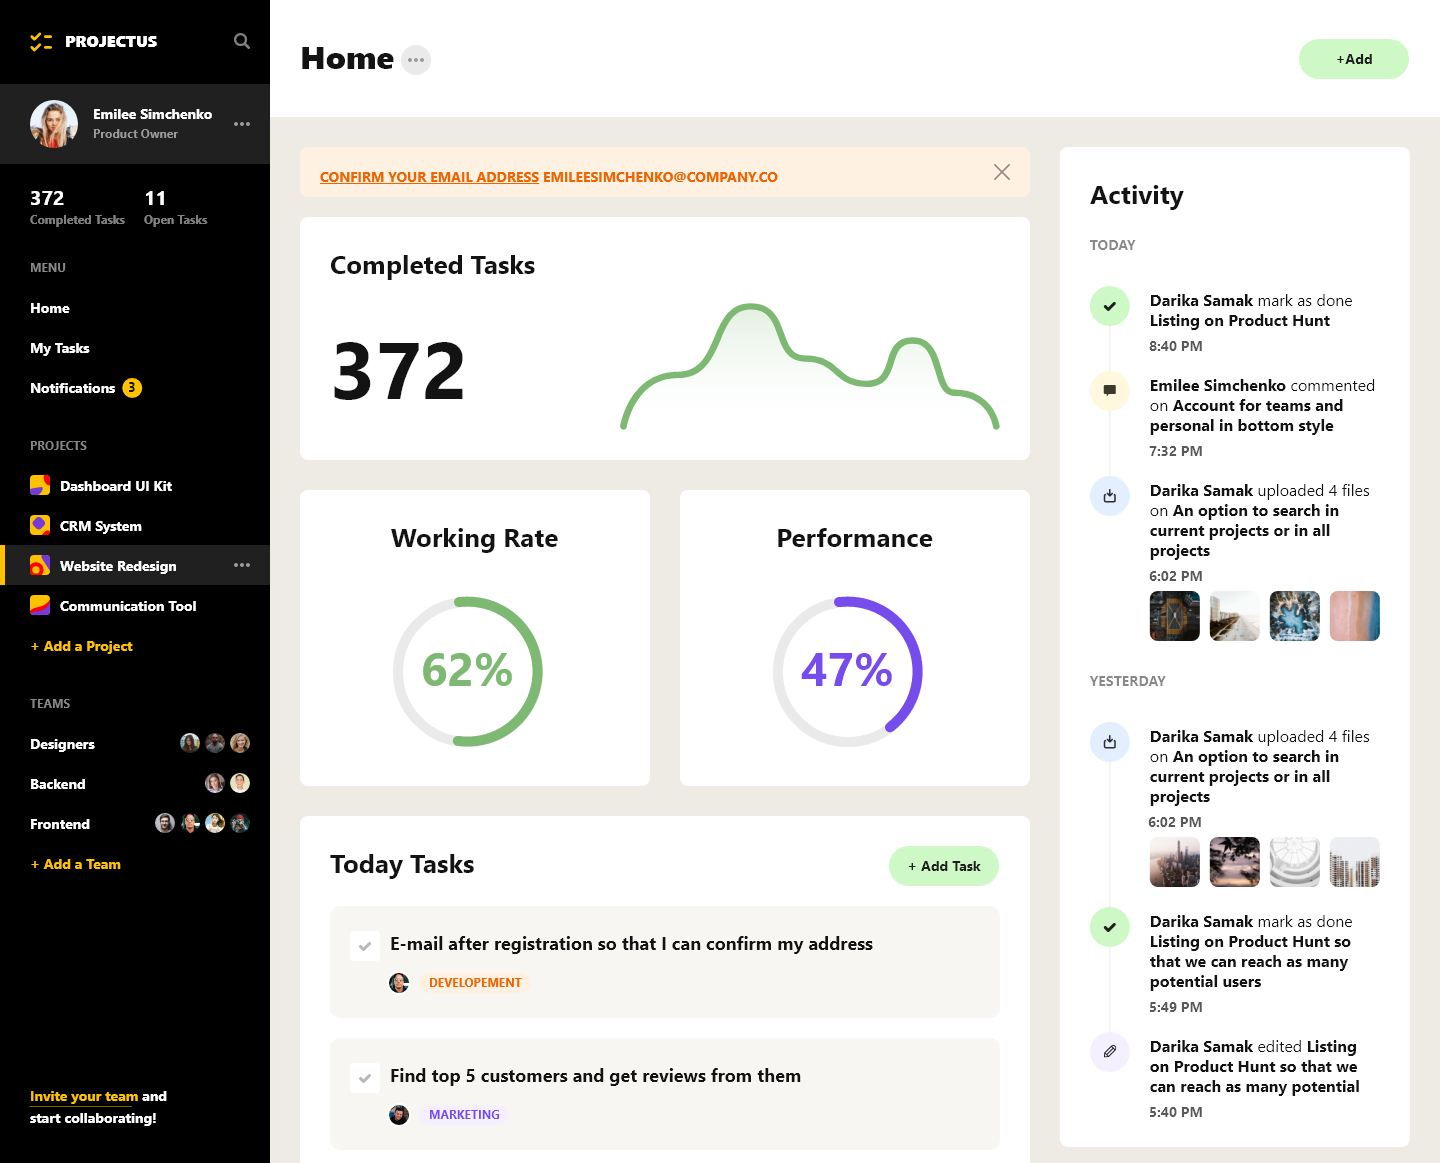 PROJECTUS
Emilee Simchenko
Product Owner
372
Completed Tasks
11
Open Tasks
MENU
Home
My Tasks
Notifications 3
PROJECTS
Dashboard UI Kit
CRM System
Website Redesign
Communication Tool
+ Add a Project
TEAMS
Designers
Backend
Frontend
+ Add a Team
Invite your team and
start collaborating!
Home
+Add
CONFIRM YOUR EMAIL ADDRESS EMILEESIMCHENKO@COMPANY.CO
Completed Tasks
372
Working Rate
62%
Performance
47%
Today Tasks
+ Add Task
E-mail after registration so that I can confirm my address
DEVELOPEMENT
Find top 5 customers and get reviews from them
MARKETING
Activity
TODAY
Darika Samak mark as done
Listing on Product Hunt
8:40 PM
Emilee Simchenko commented
on Account for teams and
personal in bottom style
7:32 PM
Darika Samak uploaded 4 files
on An option to search in
current projects or in all
projects
6:02 PM
YESTERDAY
Darika Samak uploaded 4 files
on An option to search in
current projects or in all
projects
6:02 PM
Darika Samak mark as done
Listing on Product Hunt so
that we can reach as many
potential users
5:49 PM
Darika Samak edited Listing
on Product Hunt so that we
can reach as many potential
5:40 PM